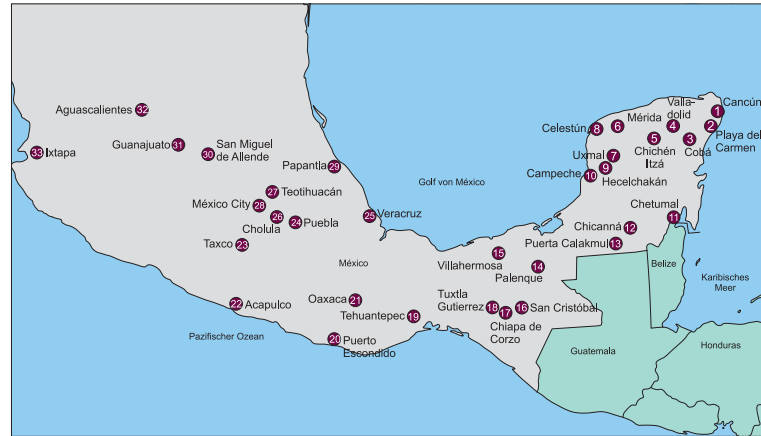 1
Cancún
2
Playa del
Carmen
3
Cobá
Valla-
dolid
4
5
Chichén
Itzá
Mérida
6
Celestún
8
Uxmal
7
9
Hecelchakán
Campeche
10
Chetumal
11
Chicanná
12
Puerta Calakmul
13
Aguascalientes
32
Guanajuato
31
30
San Miguel
de Allende
33
Ixtapa
Papantla
29
Golf von México
27
Teotihuacán
México City
28
26
Cholula
24
Puebla
25
Veracruz
Taxco
23
México
15
Villahermosa
14
Palenque
Belize
Karibisches
Meer
22
Acapulco
Oaxaca
21
Tehuantepec
19
Tuxtla
Gutierrez
18
17
Chiapa de
Corzo
16
San Cristóbal
Pazifischer Ozean
20
Puerto
Escondido
Guatemala
Honduras